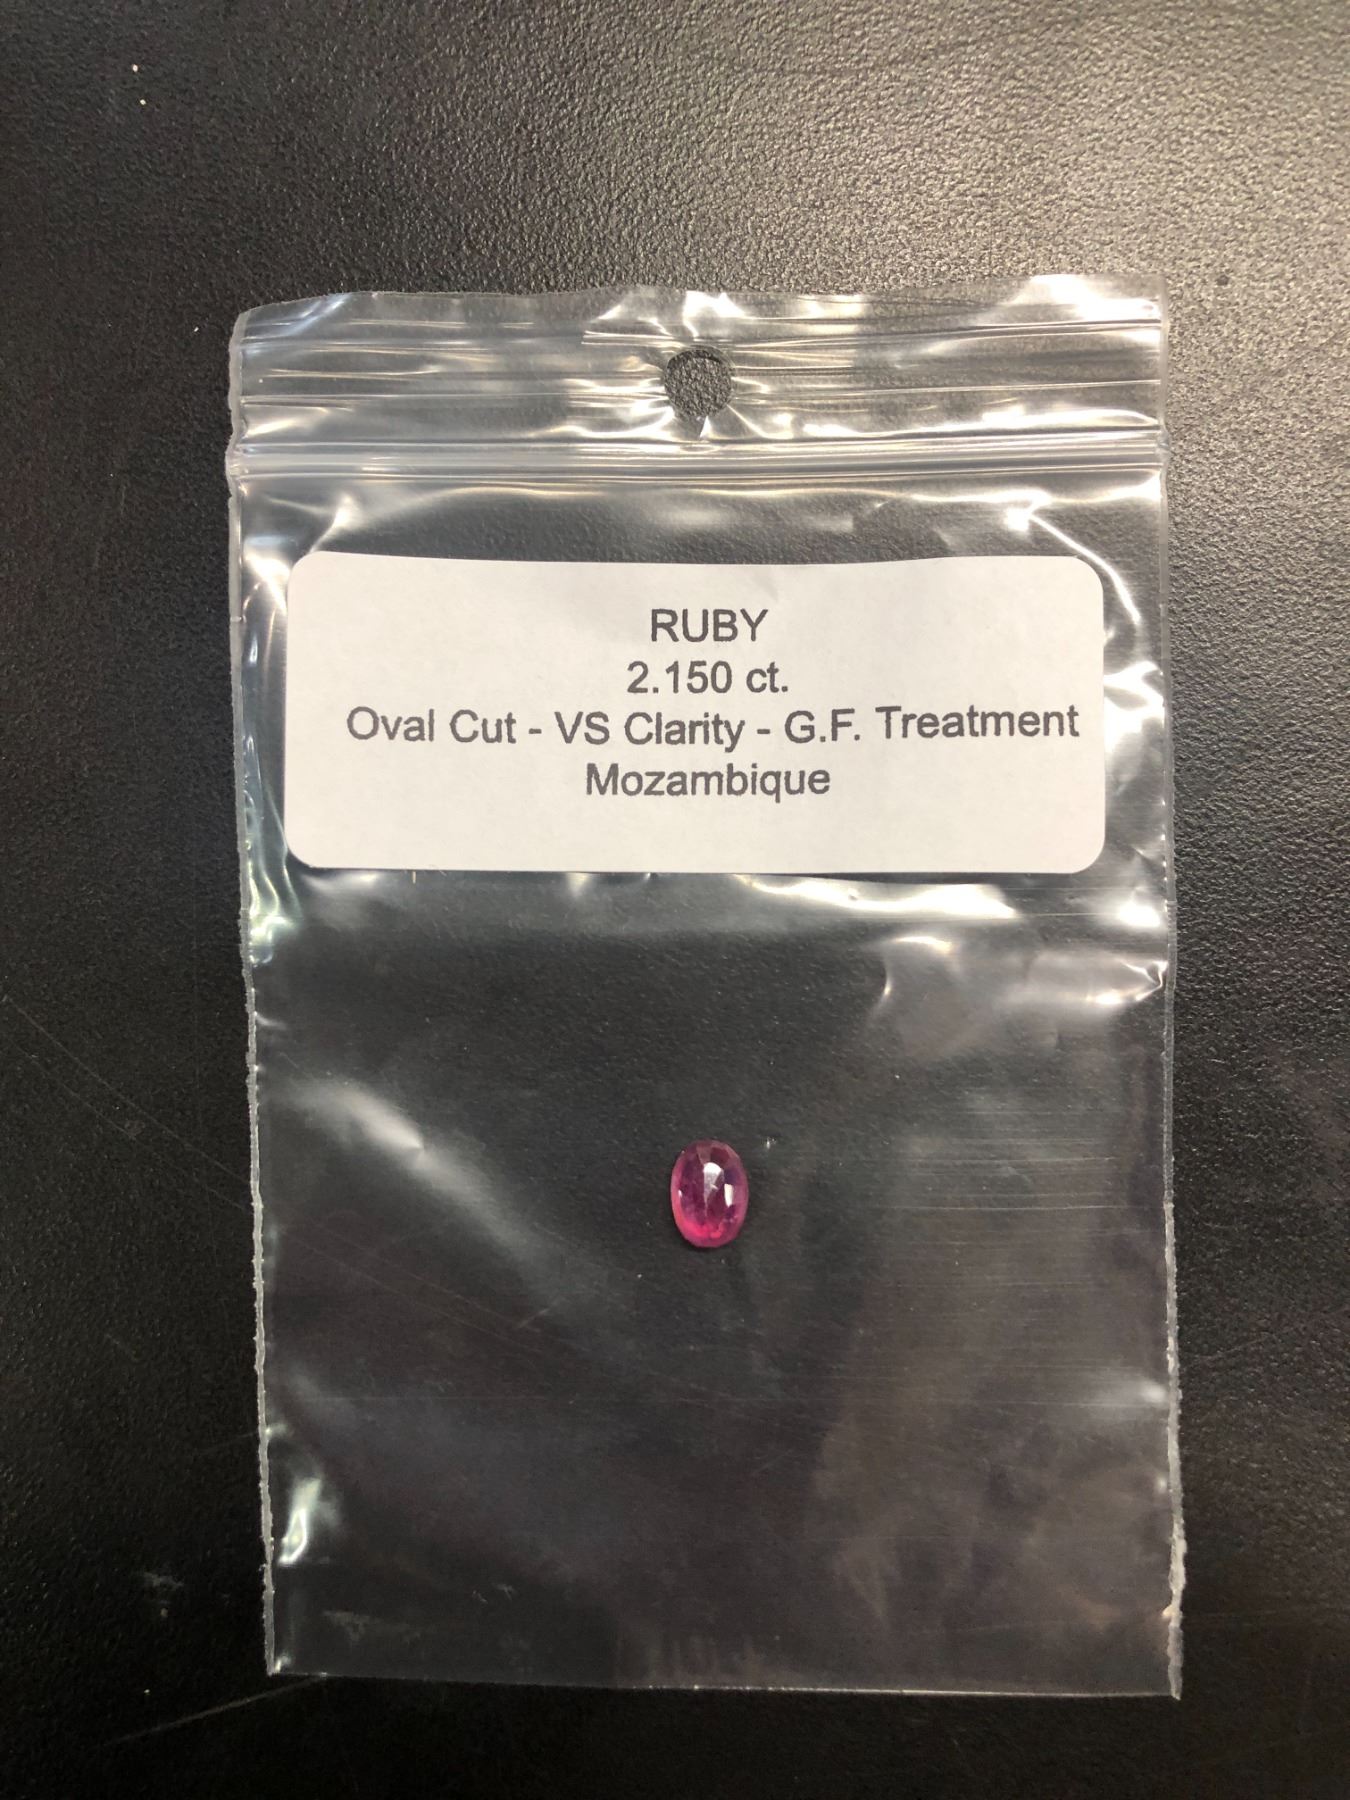 RUBY
2.150 ct.
Oval Cut - VS Clarity - G.F. Treatment
Mozambique